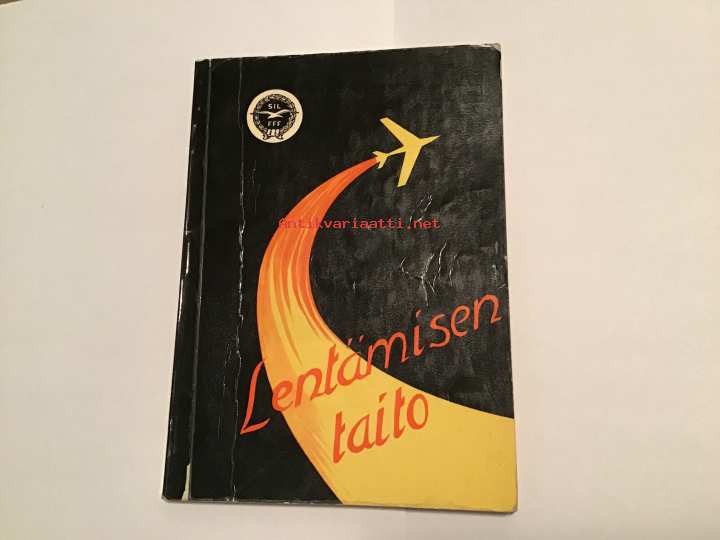 SIL
FFF
Antikvariaatti.net
Lentämisen
taito